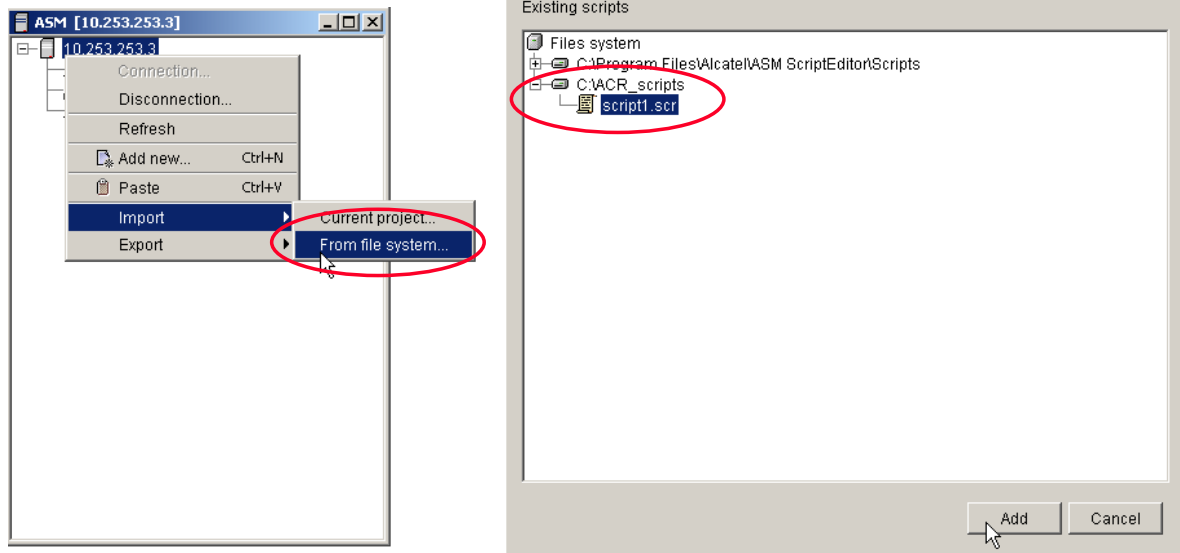 ASM [10.253.253.3]
10.253.253.3
Connection...
Disconnection...
Refresh
Add new... Ctrl+N
Paste Ctrl+V
Import
Export
Current project...
From file system...
Existing scripts
Files system
C:\Program Files\Alcatel\ASM ScriptEditor\Scripts
C:\ACR_scripts
script1.scr
Add
Cancel